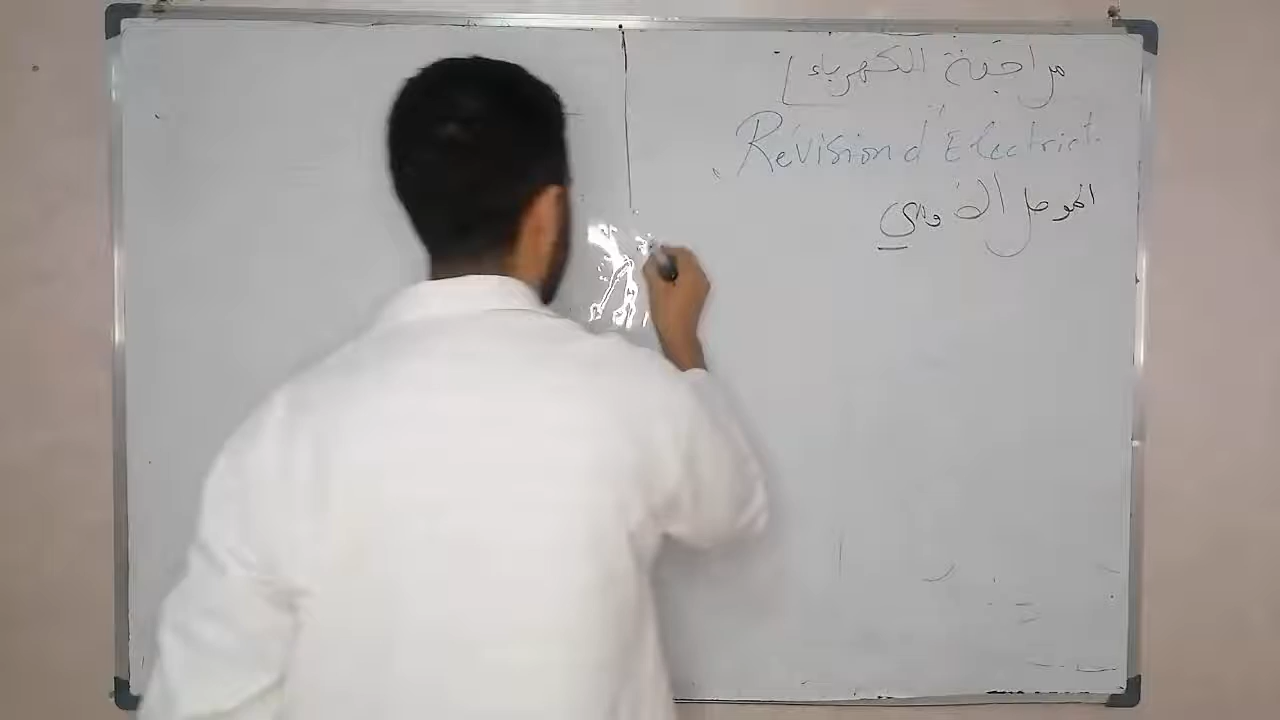 مراجعة الكهرباء
Révision d'Electricit
الموصل الأومي